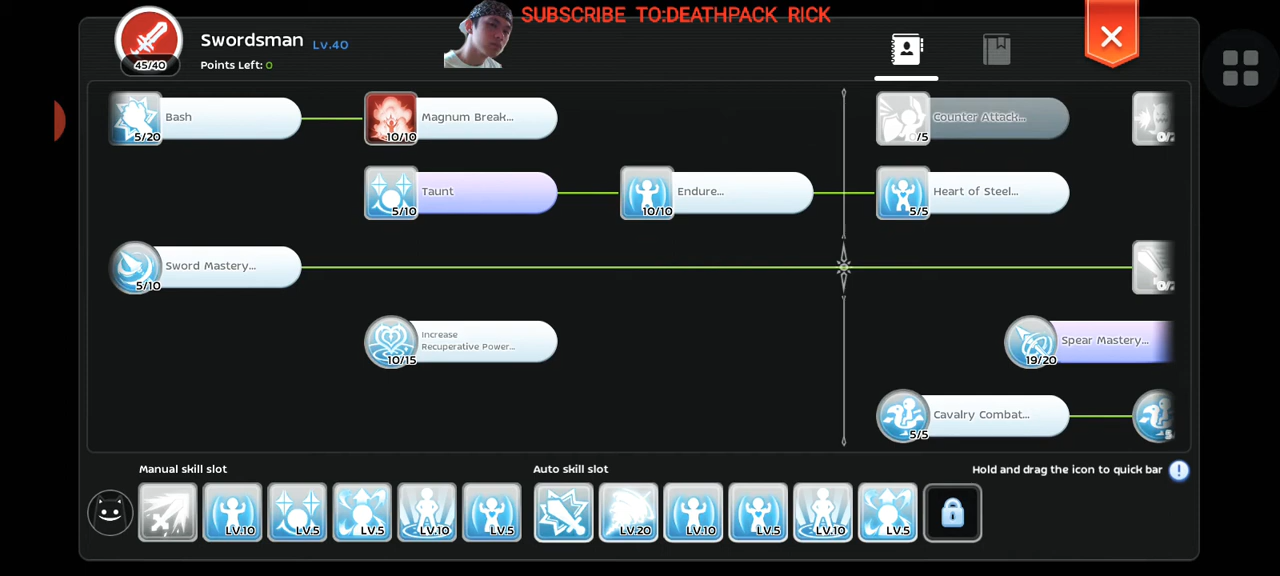 SUBSCRIBE TO:DEATHPACK RICK
Swordsman Lv.40
45/40
Points Left: 0
Bash
5/20
Magnum Break...
10/10
Counter Attack...
/5
0/
Taunt
5/10
Endure...
10/10
Heart of Steel...
5/5
Sword Mastery...
5/10
0/
Increase
Recuperative Power...
10/15
Spear Mastery...
19/20
Cavalry Combat...
5/5
5
Manual skill slot
Auto skill slot
Hold and drag the icon to quick bar !
LV.10
LV.5
LV.5
LV.10
LV.5
LV.20
LV.10
LV.5
LV.10
LV.5